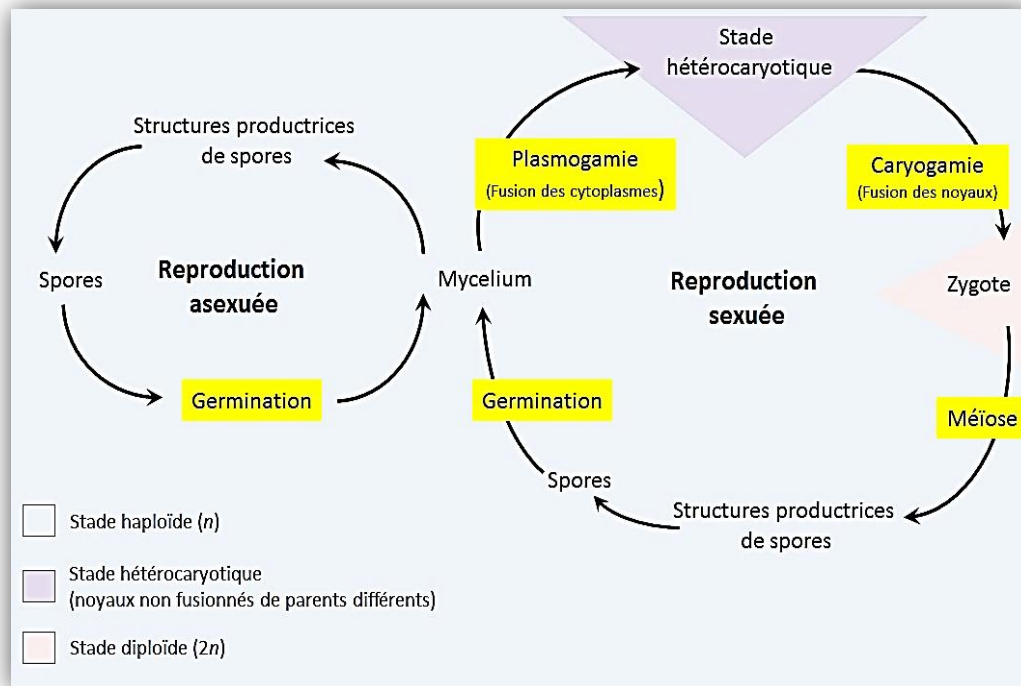 Stade
hétérocaryotique
Structures productrices
de spores
Plasmogamie
(Fusion des cytoplasmes)
Caryogamie
(Fusion des noyaux)
Spores
Reproduction
asexuée
Mycelium
Reproduction
sexuée
Zygote
Germination
Germination
Méïose
Spores
Structures productrices
de spores
Stade haploïde (n)
Stade hétérocaryotique
(noyaux non fusionnés de parents différents)
Stade diploïde (2n)